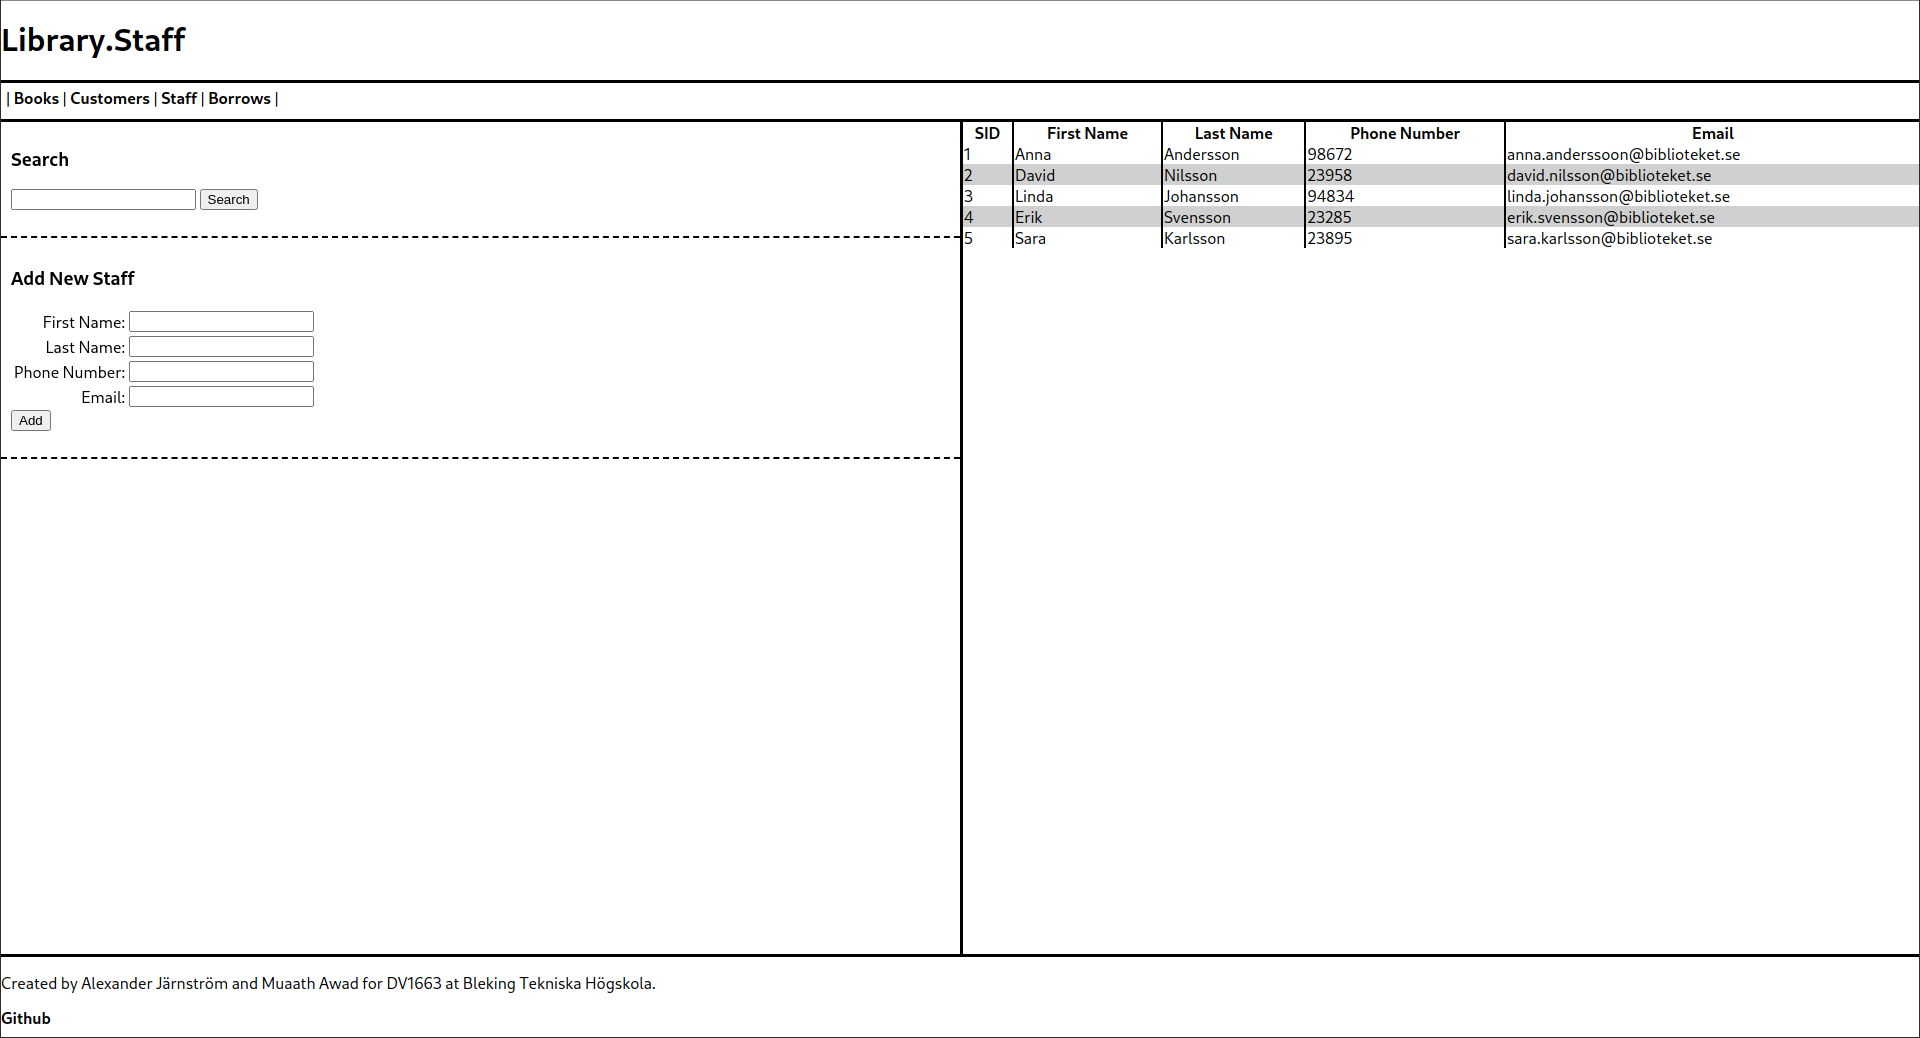 Library.Staff
| Books | Customers | Staff | Borrows |
Search
Search
Add New Staff
First Name:
Last Name:
Phone Number:
Email:
Add
SID First Name Last Name Phone Number Email
1 Anna Andersson 98672 anna.anderssoon@biblioteket.se
2 David Nilsson 23958 david.nilsson@biblioteket.se
3 Linda Johansson 94834 linda.johansson@biblioteket.se
4 Erik Svensson 23285 erik.svensson@biblioteket.se
5 Sara Karlsson 23895 sara.karlsson@biblioteket.se
Created by Alexander Järnström and Muaath Awad for DV1663 at Bleking Tekniska Högskola.
Github